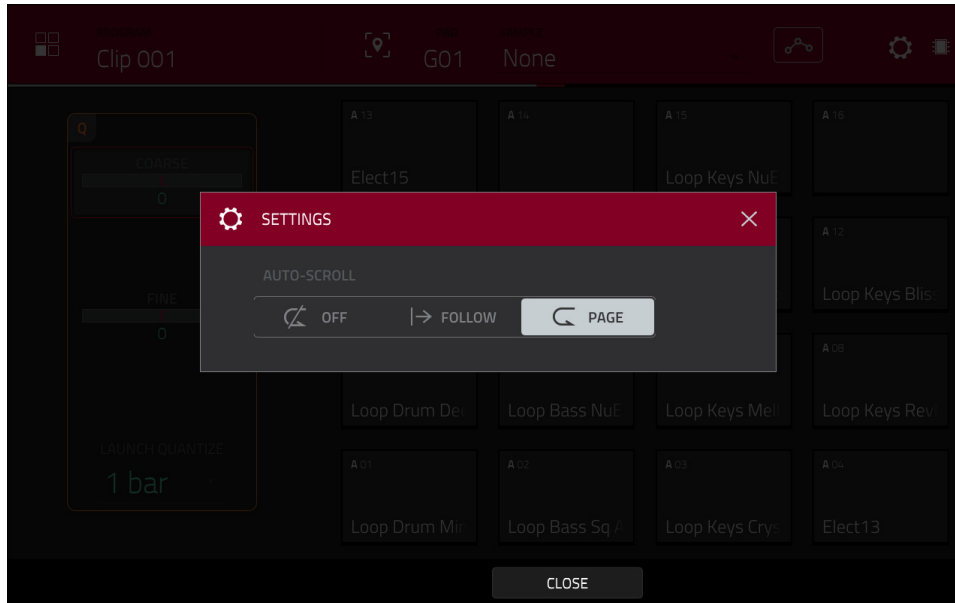 Clip 001
G01
None
Q
COARSE
0
FINE
0
LAUNCH QUANTIZE
1 bar
A 13
Elect15
A 14
A 15
Loop Keys NuE
A 16
SETTINGS
AUTO-SCROLL
OFF
FOLLOW
PAGE
A 12
Loop Keys Blis
Loop Drum De
Loop Bass NuE
Loop Keys Mell
A 08
Loop Keys Rev
A 01
Loop Drum Mi
A 02
Loop Bass Sq A
A 03
Loop Keys Crys
A 04
Elect13
CLOSE